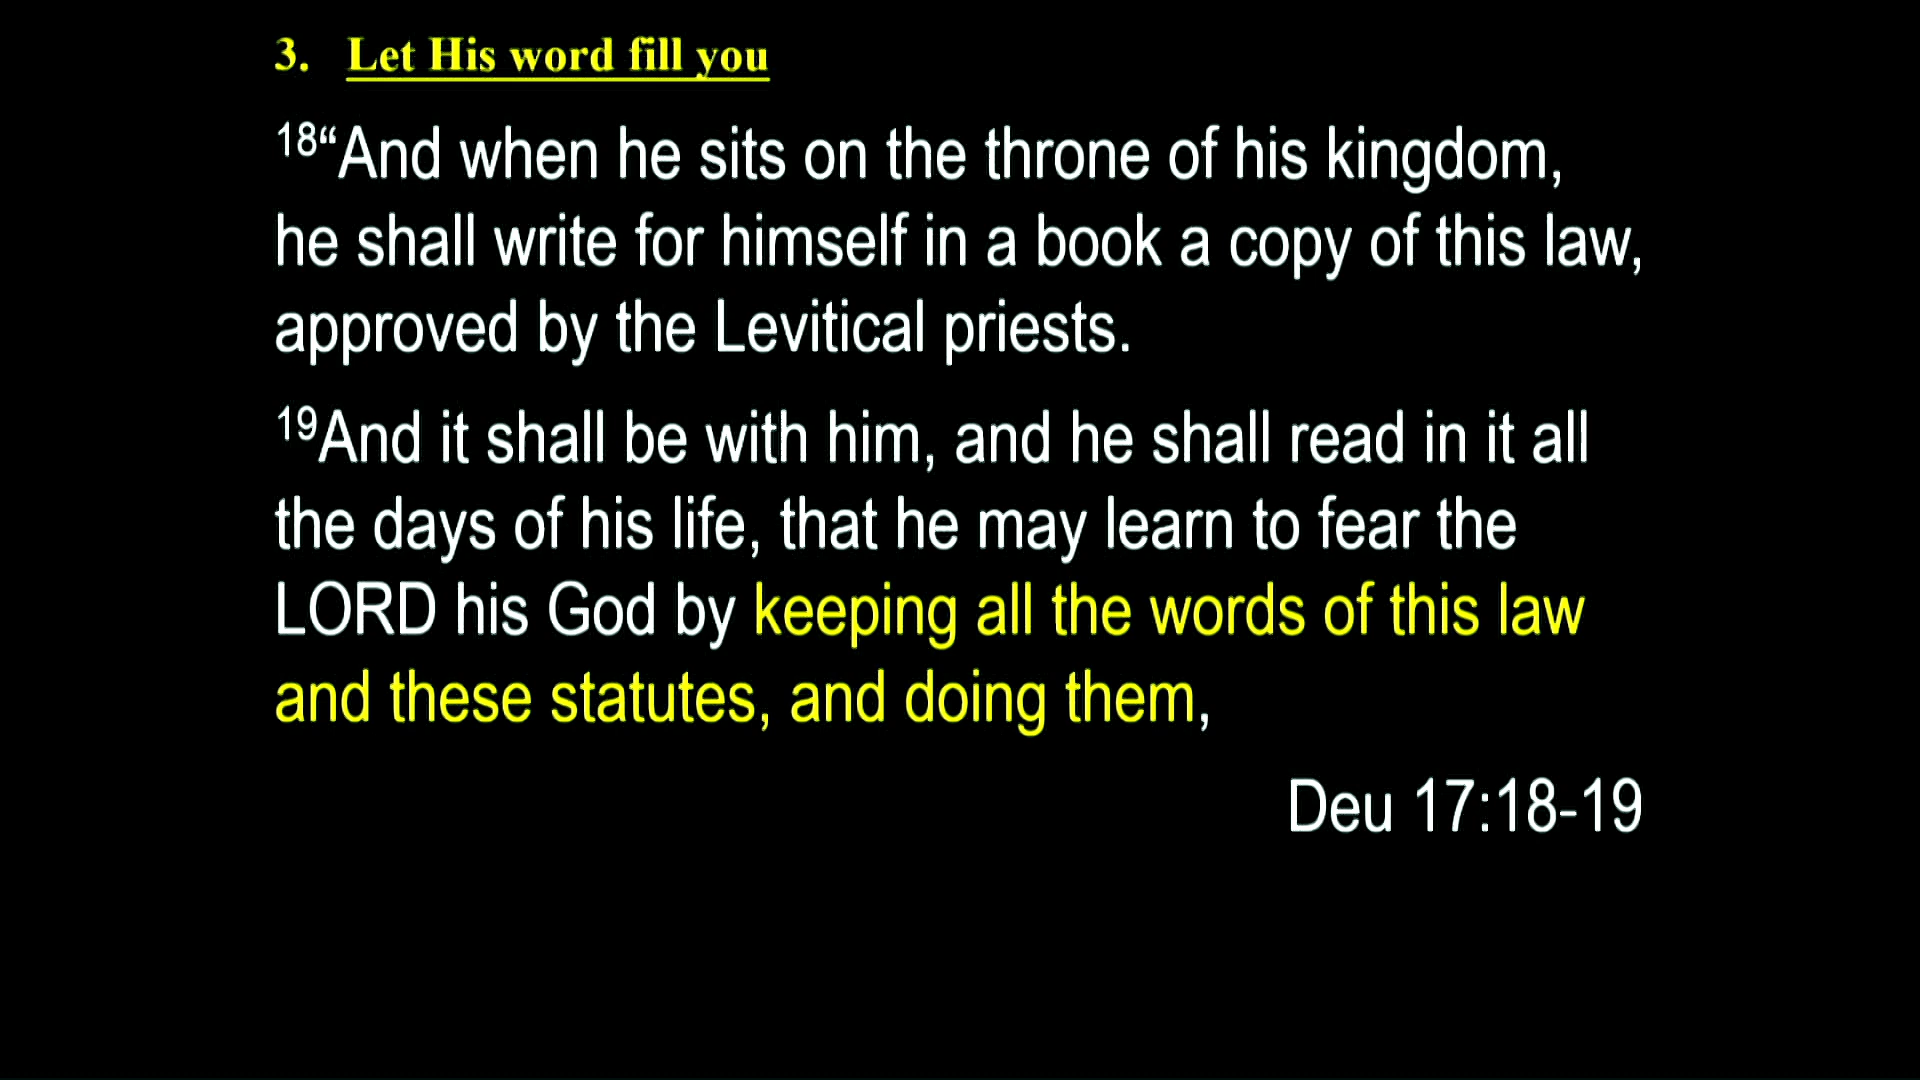 3. Let His word fill you
18“And when he sits on the throne of his kingdom,
he shall write for himself in a book a copy of this law,
approved by the Levitical priests.
19And it shall be with him, and he shall read in it all
the days of his life, that he may learn to fear the
LORD his God by keeping all the words of this law
and these statutes, and doing them,
Deu 17:18-19